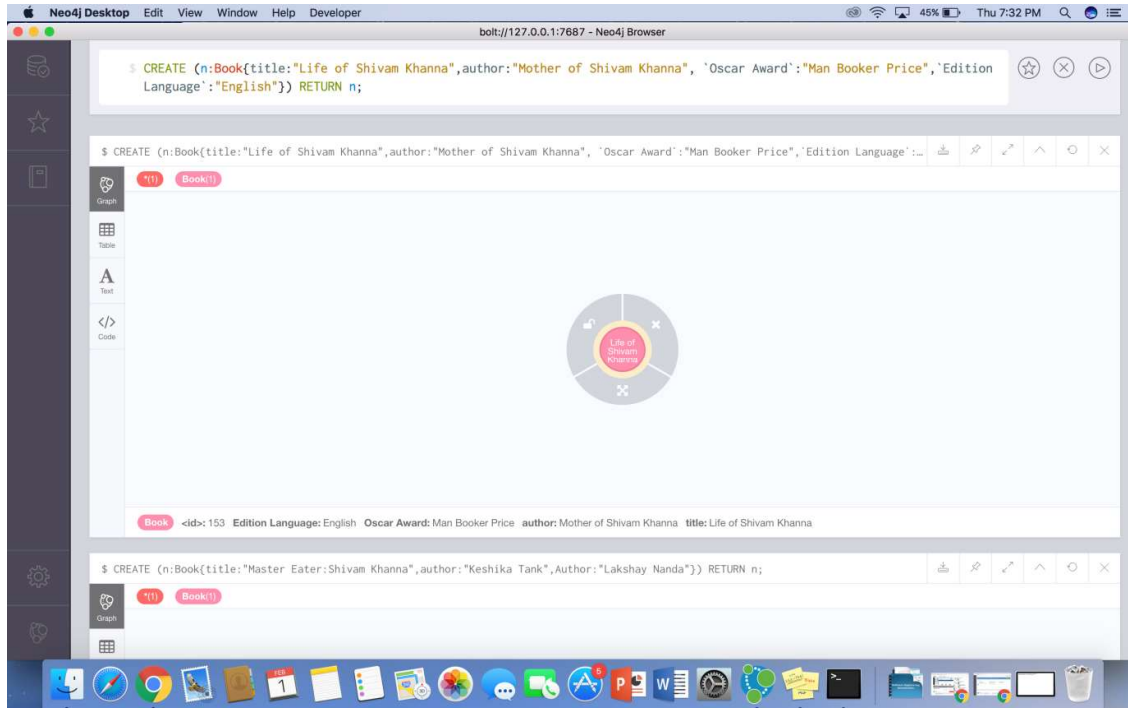 Neo4j Desktop Edit View Window Help Developer 45% Thu 7:32 PM
bolt://127.0.0.1:7687 - Neo4j Browser
$ CREATE (n:Book{title:"Life of Shivam Khanna",author:"Mother of Shivam Khanna", `Oscar Award`:"Man Booker Price",`Edition
Language`:"English"}) RETURN n;
$ CREATE (n:Book{title:"Life of Shivam Khanna",author:"Mother of Shivam Khanna", `Oscar Award`:"Man Booker Price",`Edition Language`:…
*(1) Book(1)
Graph
Table
A
Text
</>
Code
Life of
Shivam
Khanna
Book <id>: 153 Edition Language: English Oscar Award: Man Booker Price author: Mother of Shivam Khanna title: Life of Shivam Khanna
$ CREATE (n:Book{title:"Master Eater:Shivam Khanna",author:"Keshika Tank",Author:"Lakshay Nanda"}) RETURN n;
*(1) Book(1)
Graph
FEB
1
5
P
W
>_